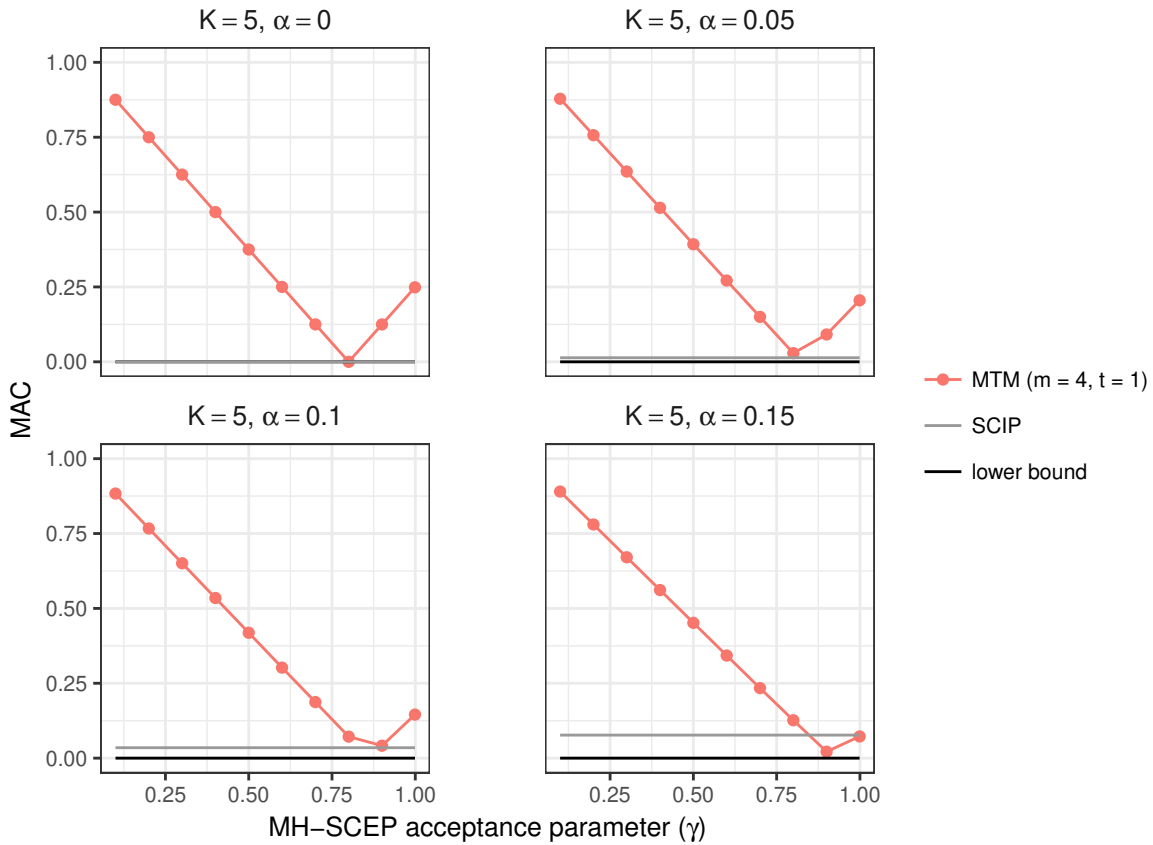 K = 5, α = 0
K = 5, α = 0.05
1.00
0.75
0.50
0.25
0.00
MAC
K = 5, α = 0.1
K = 5, α = 0.15
1.00
0.75
0.50
0.25
0.00
0.25 0.50 0.75 1.00
0.25 0.50 0.75 1.00
MH−SCEP acceptance parameter (γ)
MTM (m = 4, t = 1)
SCIP
lower bound